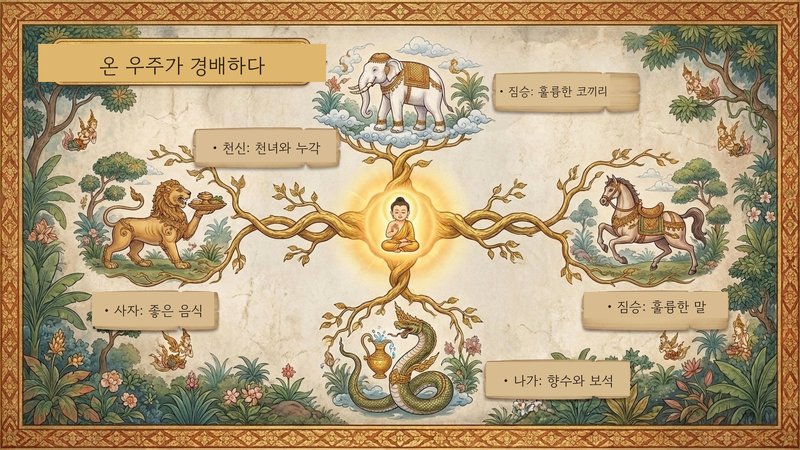 온 우주가 경배하다
• 짐승: 훌륭한 코끼리
• 천신: 천녀와 누각
• 사자: 좋은 음식
• 짐승: 훌륭한 말
• 나가: 향수와 보석